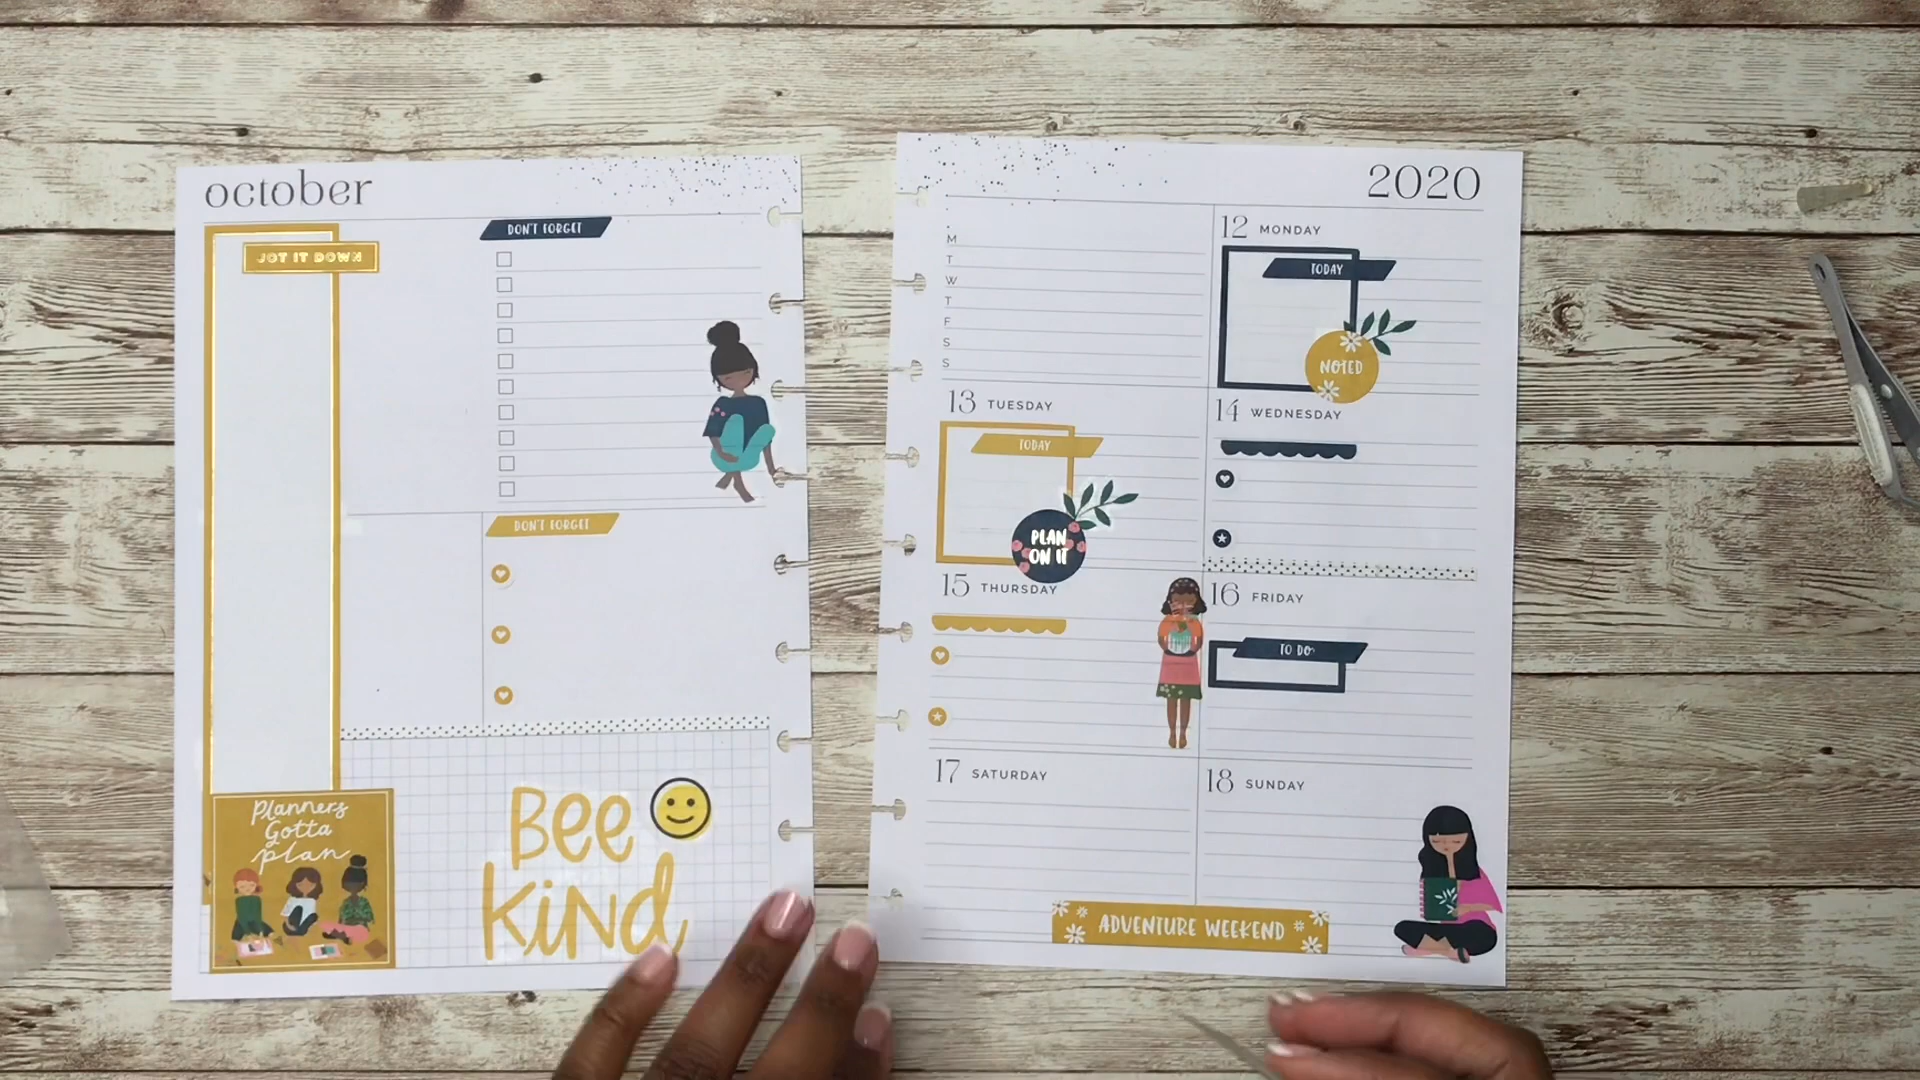 october
JOT IT DOWN
DON'T FORGET
DON'T FORGET
Planners
Gotta
plan
Bee
KiNd
2020
M
T
W
T
F
S
S
12 MONDAY
TODAY
NOTED
13 TUESDAY
TODAY
PLAN
ON IT
14 WEDNESDAY
15 THURSDAY
16 FRIDAY
TO DO
17 SATURDAY
18 SUNDAY
ADVENTURE WEEKEND